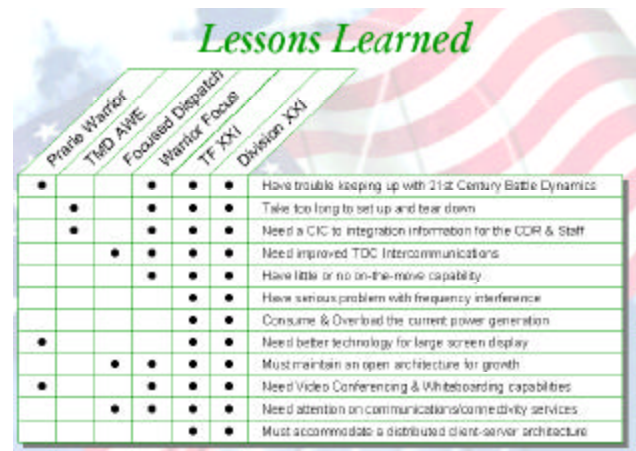 Lessons Learned
Prarie Warrior
TMD AWE
Focused Dispatch
Warrior Focus
TF XXI
Division XXI
Have trouble keeping up with 21st Century Battle Dynamics
Take too long to set up and tear down
Need a CIC to integration information for the CDR & Staff
Need improved TOC Intercommunications
Have little or no on-the-move capability
Have serious problem with frequency interference
Consume & Overload the current power generation
Need better technology for large screen display
Must maintain an open architecture for growth
Need Video Conferencing & Whiteboarding capabilities
Need attention on communications/connectivity services
Must accommodate a distributed client-server architecture